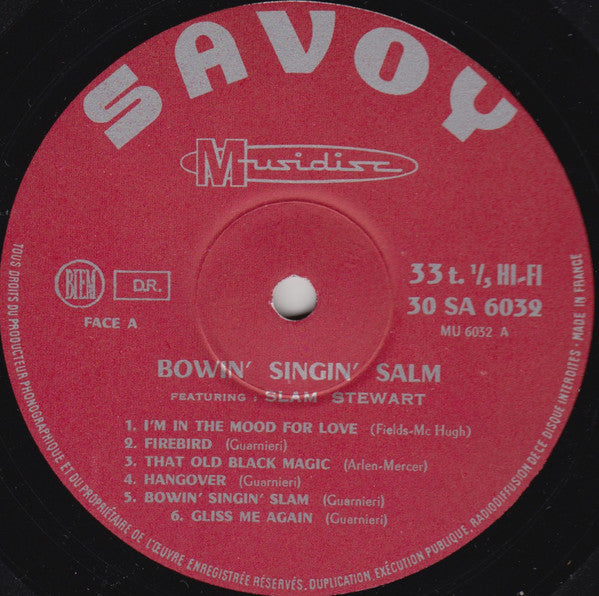 SAVOY
Musidisc
BIEM
D.R.
FACE A
33 t. 1/3 HI-FI
30 SA 6032
MU 6032 A
BOWIN' SINGIN' SALM
FEATURING : SLAM STEWART
1. I'M IN THE MOOD FOR LOVE (Fields-Mc Hugh)
2. FIREBIRD (Guarnieri)
3. THAT OLD BLACK MAGIC (Arlen-Mercer)
4. HANGOVER (Guarnieri)
5. BOWIN' SINGIN' SLAM (Guarnieri)
6. GLISS ME AGAIN (Guarnieri)
TOUS DROITS DU PRODUCTEUR PHONOGRAPHIQUE ET DU PROPRIÉTAIRE DE L'ŒUVRE ENREGISTRÉE RÉSERVÉS. DUPLICATION, EXÉCUTION PUBLIQUE, RADIODIFFUSION DE CE DISQUE INTERDITES · MADE IN FRANCE